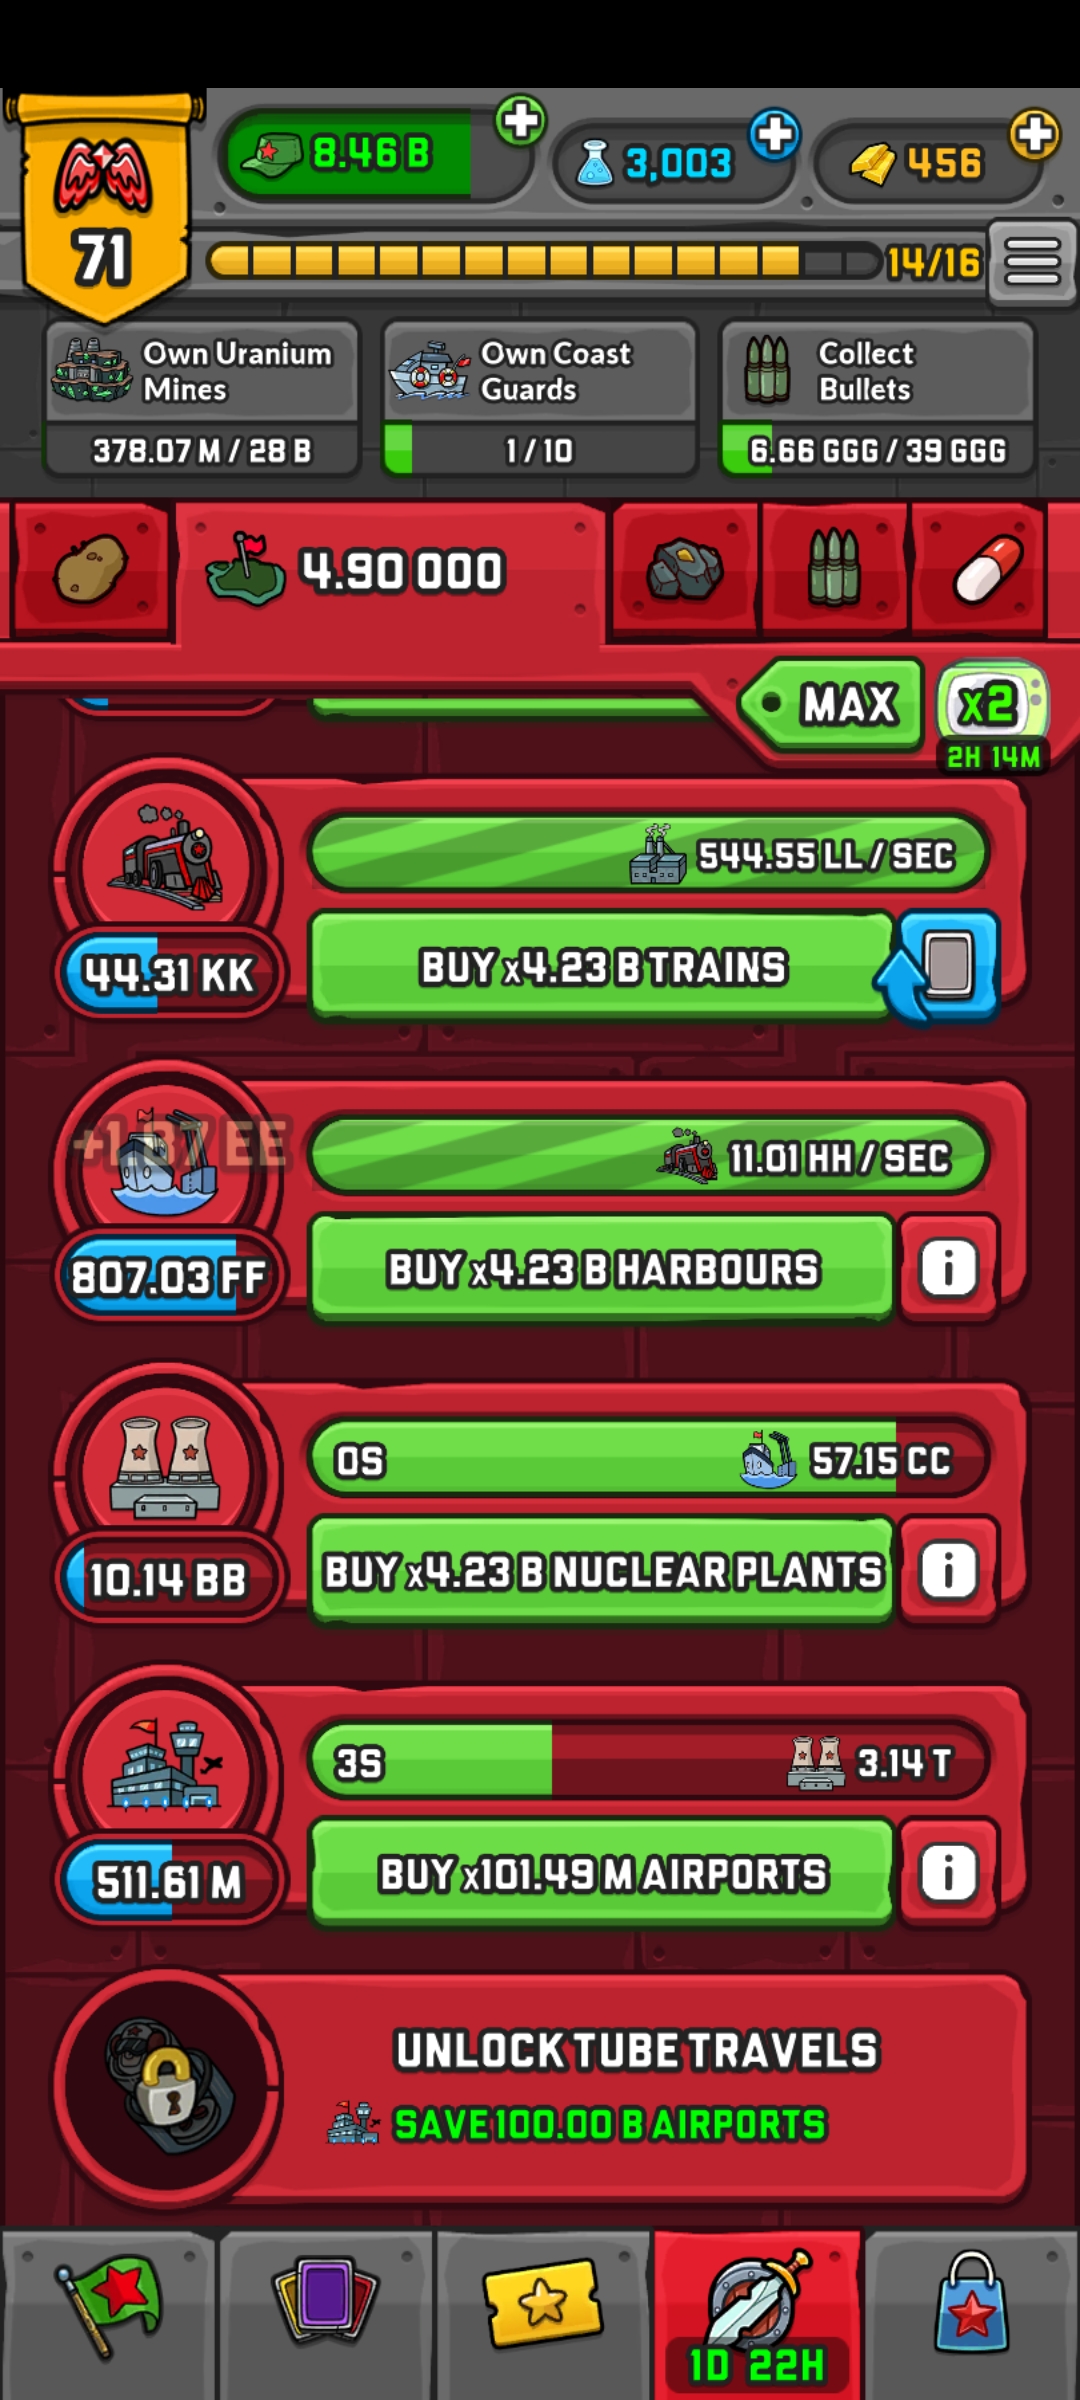 8.46 B
3,003
456
71
14/16
Own Uranium
Mines
378.07 M / 28 B
Own Coast
Guards
1 / 10
Collect
Bullets
6.66 GGG / 39 GGG
4.90 000
MAX
x2
2H 14M
544.55 LL / SEC
44.31 KK
BUY x4.23 B TRAINS
+1.87 EE
11.01 HH / SEC
807.03 FF
BUY x4.23 B HARBOURS
i
0S
57.15 CC
10.14 BB
BUY x4.23 B NUCLEAR PLANTS
i
3S
3.14 T
511.61 M
BUY x101.49 M AIRPORTS
i
UNLOCK TUBE TRAVELS
SAVE 100.00 B AIRPORTS
1D 22H